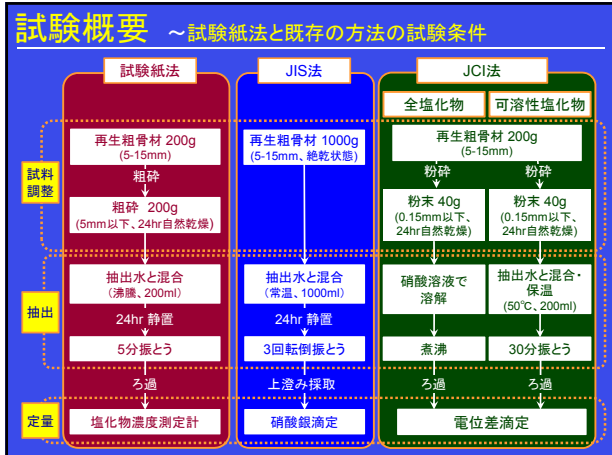 試験概要 ~試験紙法と既存の方法の試験条件
試験紙法
JIS法
JCI法
全塩化物
可溶性塩化物
試料
調整
再生粗骨材 200g
(5-15mm)
粗砕
粗砕 200g
(5mm以下、24hr自然乾燥)
再生粗骨材 1000g
(5-15mm、絶乾状態)
再生粗骨材 200g
(5-15mm)
粉砕
粉砕
粉末 40g
(0.15mm以下、
24hr自然乾燥)
粉末 40g
(0.15mm以下、
24hr自然乾燥)
抽出
抽出水と混合
(沸騰、200ml)
24hr 静置
5分振とう
ろ過
抽出水と混合
(常温、1000ml)
24hr 静置
3回転倒振とう
上澄み採取
硝酸溶液で
溶解
煮沸
ろ過
抽出水と混合・
保温
(50℃、200ml)
30分振とう
ろ過
定量
塩化物濃度測定計
硝酸銀滴定
電位差滴定